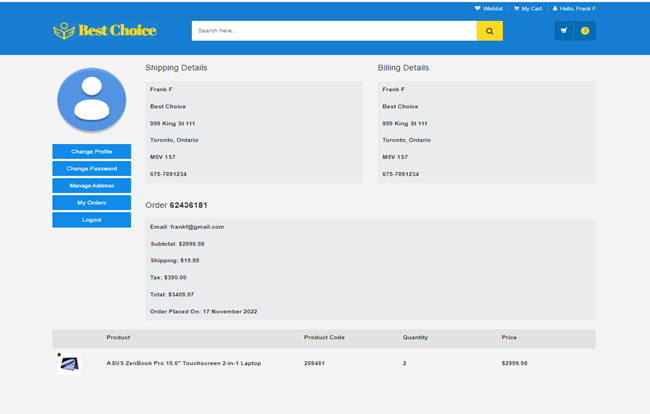 Wishlist My Cart Hello, Frank F
Best Choice
Search here...
0
Shipping Details
Billing Details
Frank F
Best Choice
999 King St 111
Toronto, Ontario
M5V 1S7
675-7891234
Frank F
Best Choice
999 King St 111
Toronto, Ontario
M5V 1S7
675-7891234
Change Profile
Change Password
Manage Address
My Orders
Logout
Order 62436181
Email: frankf@gmail.com
Subtotal: $2999.98
Shipping: $19.99
Tax: $390.00
Total: $3409.97
Order Placed On: 17 November 2022
Product Product Code Quantity Price
ASUS ZenBook Pro 15.6" Touchscreen 2-in-1 Laptop 269481 2 $2999.98